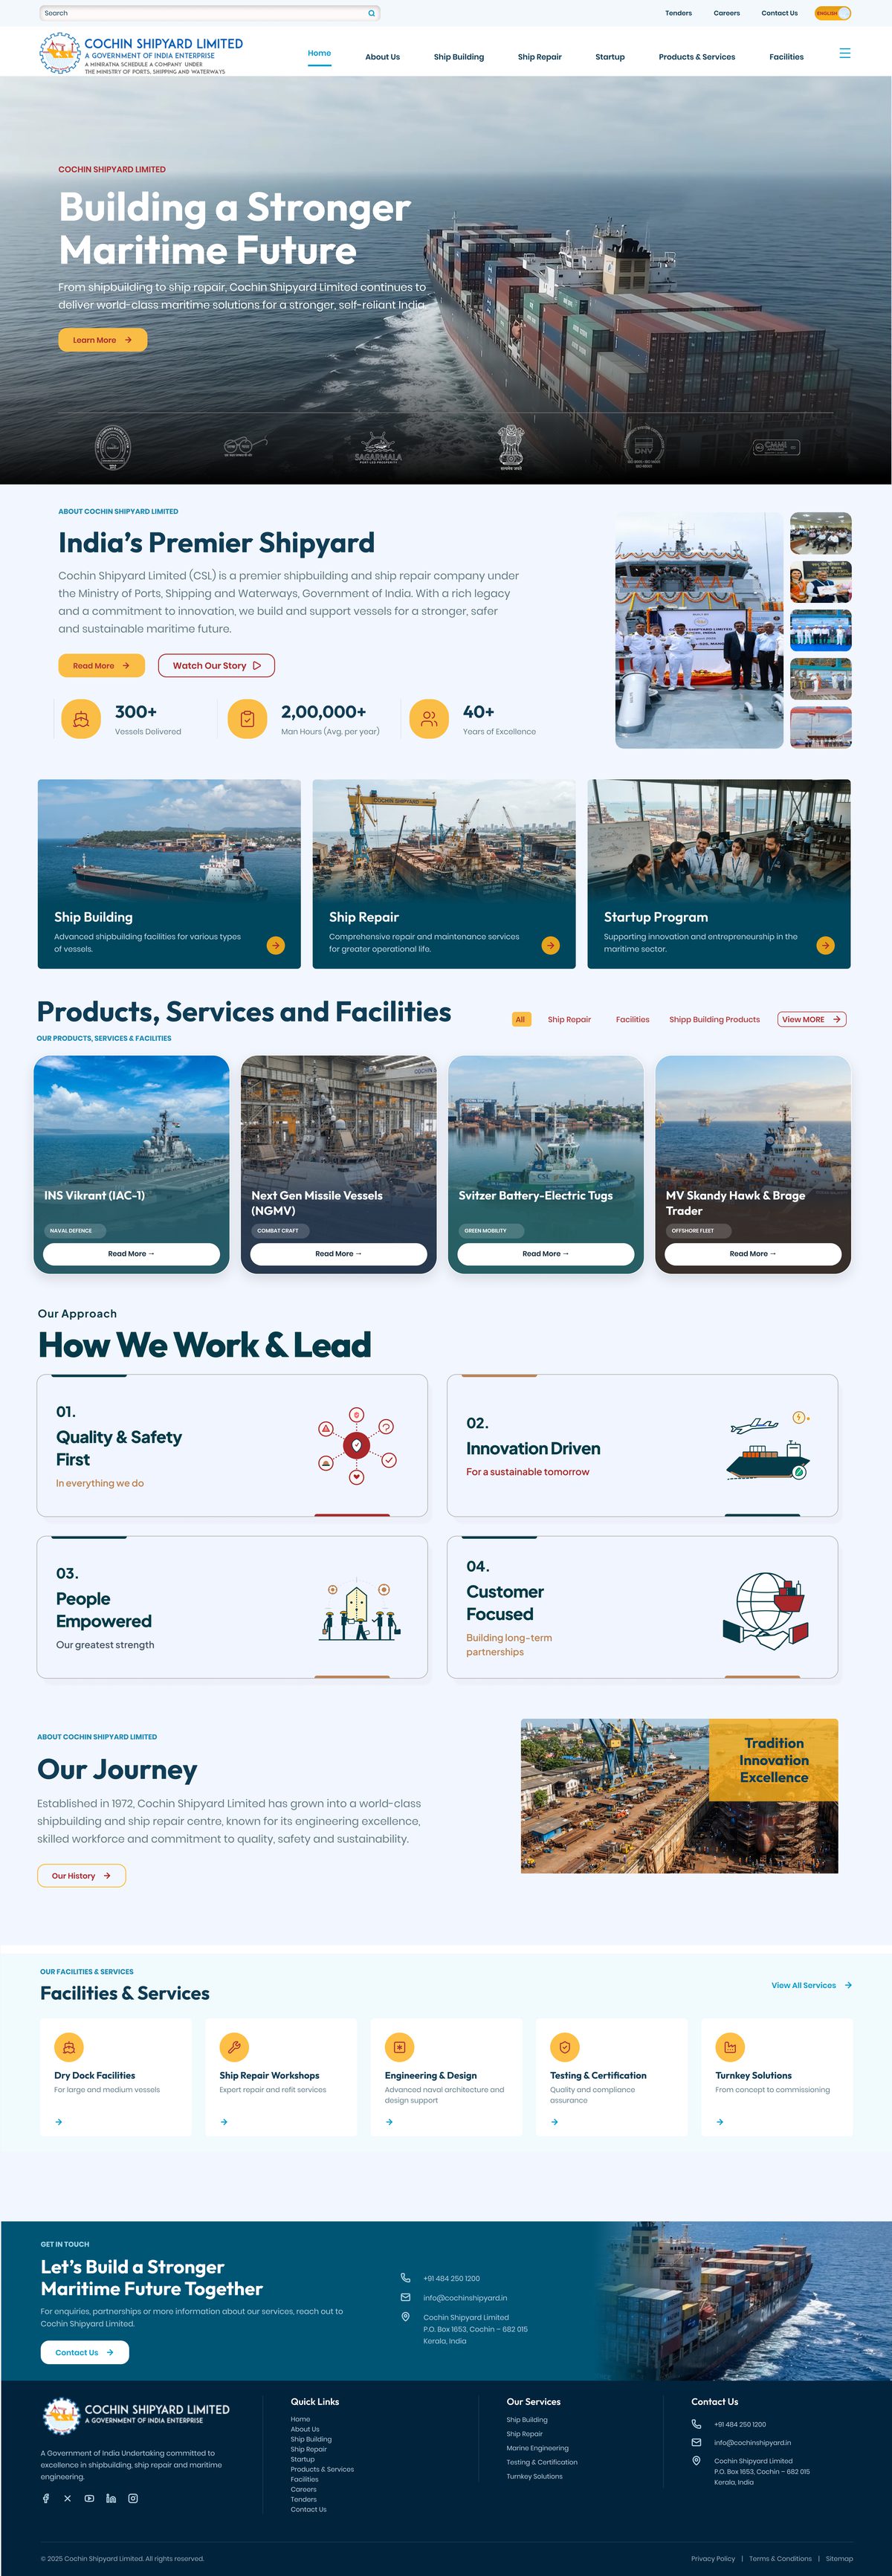 Search
Tenders
Careers
Contact Us
ENGLISH
COCHIN SHIPYARD LIMITED
A GOVERNMENT OF INDIA ENTERPRISE
A MINIRATNA SCHEDULE A COMPANY UNDER
THE MINISTRY OF PORTS, SHIPPING AND WATERWAYS
Home
About Us
Ship Building
Ship Repair
Startup
Products & Services
Facilities
COCHIN SHIPYARD LIMITED
Building a Stronger
Maritime Future
From shipbuilding to ship repair, Cochin Shipyard Limited continues to
deliver world-class maritime solutions for a stronger, self-reliant India.
Learn More
SAGARMALA
PORT-LED PROSPERITY
DNV
CMMI
ABOUT COCHIN SHIPYARD LIMITED
India’s Premier Shipyard
Cochin Shipyard Limited (CSL) is a premier shipbuilding and ship repair company under
the Ministry of Ports, Shipping and Waterways, Government of India. With a rich legacy
and a commitment to innovation, we build and support vessels for a stronger, safer
and sustainable maritime future.
Read More
Watch Our Story
300+
Vessels Delivered
2,00,000+
Man Hours (Avg. per year)
40+
Years of Excellence
COCHIN SHIPYARD
Ship Building
Advanced shipbuilding facilities for various types
of vessels.
Ship Repair
Comprehensive repair and maintenance services
for greater operational life.
Startup Program
Supporting innovation and entrepreneurship in the
maritime sector.
Products, Services and Facilities
OUR PRODUCTS, SERVICES & FACILITIES
All
Ship Repair
Facilities
Shipp Building Products
View MORE
INS Vikrant (IAC-1)
NAVAL DEFENCE
Read More →
Next Gen Missile Vessels
(NGMV)
COMBAT CRAFT
Read More →
Svitzer Battery-Electric Tugs
GREEN MOBILITY
Read More →
MV Skandy Hawk & Brage
Trader
OFFSHORE FLEET
Read More →
Our Approach
How We Work & Lead
01.
Quality & Safety
First
In everything we do
02.
Innovation Driven
For a sustainable tomorrow
03.
People
Empowered
Our greatest strength
04.
Customer
Focused
Building long-term
partnerships
ABOUT COCHIN SHIPYARD LIMITED
Our Journey
Established in 1972, Cochin Shipyard Limited has grown into a world-class
shipbuilding and ship repair centre, known for its engineering excellence,
skilled workforce and commitment to quality, safety and sustainability.
Our History
Tradition
Innovation
Excellence
OUR FACILITIES & SERVICES
Facilities & Services
View All Services
Dry Dock Facilities
For large and medium vessels
Ship Repair Workshops
Expert repair and refit services
Engineering & Design
Advanced naval architecture and
design support
Testing & Certification
Quality and compliance
assurance
Turnkey Solutions
From concept to commissioning
GET IN TOUCH
Let’s Build a Stronger
Maritime Future Together
For enquiries, partnerships or more information about our services, reach out to
Cochin Shipyard Limited.
Contact Us
+91 484 250 1200
info@cochinshipyard.in
Cochin Shipyard Limited
P.O. Box 1653, Cochin – 682 015
Kerala, India
COCHIN SHIPYARD LIMITED
A GOVERNMENT OF INDIA ENTERPRISE
A Government of India Undertaking committed to
excellence in shipbuilding, ship repair and maritime
engineering.
Quick Links
Home
About Us
Ship Building
Ship Repair
Startup
Products & Services
Facilities
Careers
Tenders
Contact Us
Our Services
Ship Building
Ship Repair
Marine Engineering
Testing & Certification
Turnkey Solutions
Contact Us
+91 484 250 1200
info@cochinshipyard.in
Cochin Shipyard Limited
P.O. Box 1653, Cochin – 682 015
Kerala, India
© 2025 Cochin Shipyard Limited. All rights reserved.
Privacy Policy | Terms & Conditions | Sitemap